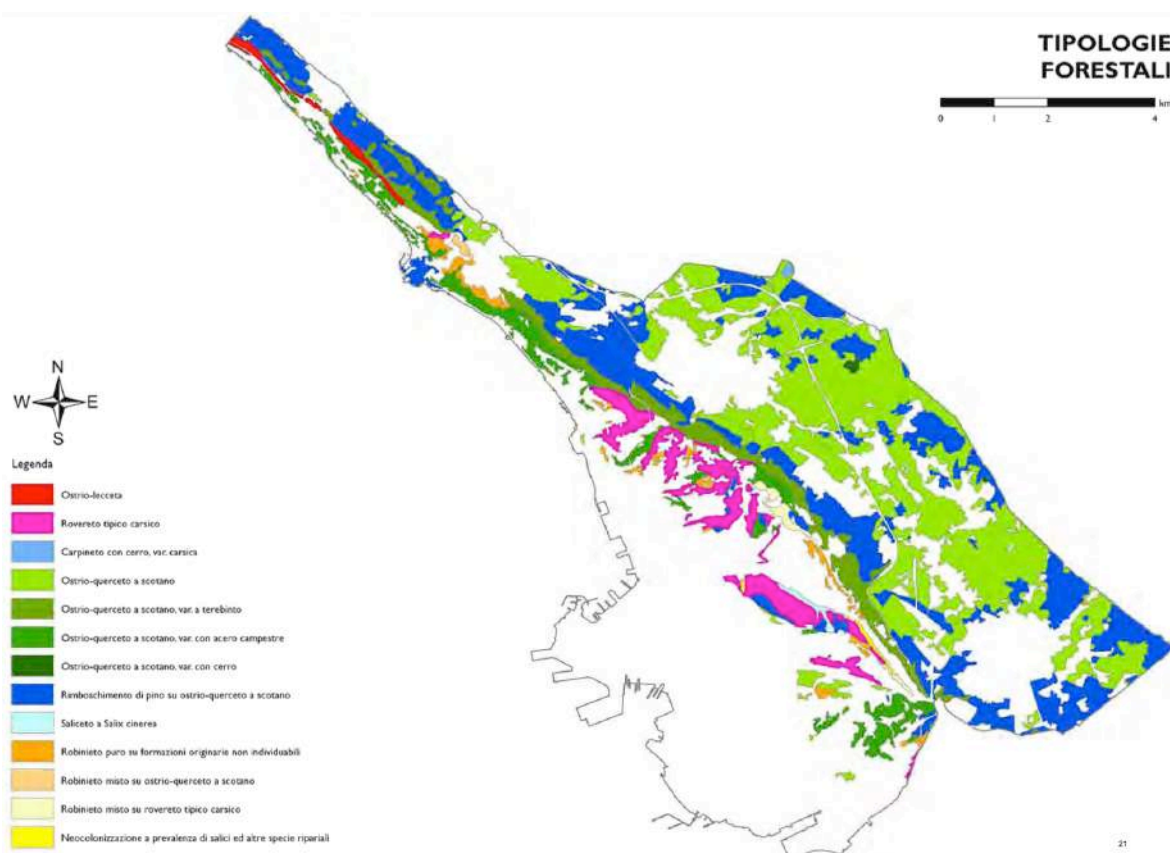 TIPOLOGIE
FORESTALI
km
0 1 2 4
N
W E
S
Legenda
Ostrio-lecceta
Rovereto tipico carsico
Carpineto con cerro, var. carsica
Ostrio-querceto a scotano
Ostrio-querceto a scotano, var. a terebinto
Ostrio-querceto a scotano, var. con acero campestre
Ostrio-querceto a scotano, var. con cerro
Rimboschimento di pino su ostrio-querceto a scotano
Saliceto a Salix cinerea
Robinieto puro su formazioni originarie non individuabili
Robinieto misto su ostrio-querceto a scotano
Robinieto misto su rovereto tipico carsico
Neocolonizzazione a prevalenza di salici ed altre specie ripariali
21